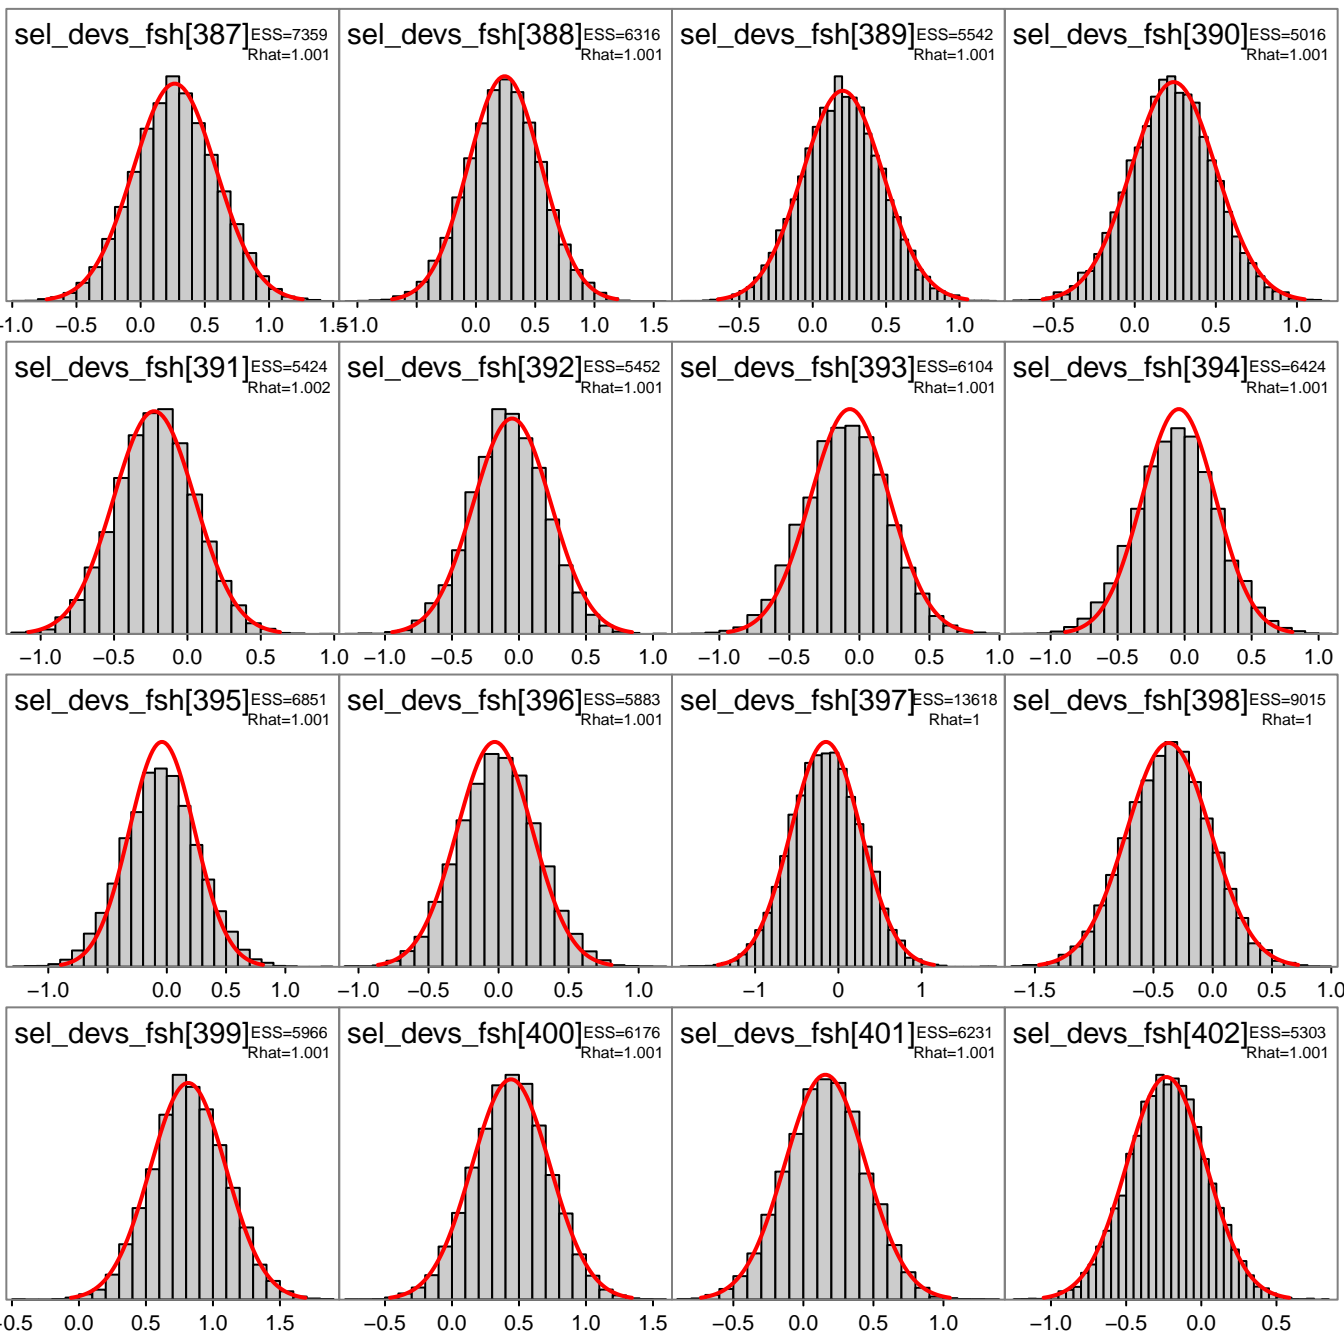 sel_devs_fsh[387] ESS=7359
Rhat=1.001
sel_devs_fsh[388] ESS=6316
Rhat=1.001
sel_devs_fsh[389] ESS=5542
Rhat=1.001
sel_devs_fsh[390] ESS=5016
Rhat=1.001
−1.0 −0.5 0.0 0.5 1.0 1.5
−1.0 0.0 0.5 1.0 1.5
−0.5 0.0 0.5 1.0
−0.5 0.0 0.5 1.0
sel_devs_fsh[391] ESS=5424
Rhat=1.002
sel_devs_fsh[392] ESS=5452
Rhat=1.001
sel_devs_fsh[393] ESS=6104
Rhat=1.001
sel_devs_fsh[394] ESS=6424
Rhat=1.001
−1.0 −0.5 0.0 0.5 1.0
−1.0 −0.5 0.0 0.5 1.0
−1.0 −0.5 0.0 0.5 1.0
−1.0 −0.5 0.0 0.5 1.0
sel_devs_fsh[395] ESS=6851
Rhat=1.001
sel_devs_fsh[396] ESS=5883
Rhat=1.001
sel_devs_fsh[397] ESS=13618
Rhat=1
sel_devs_fsh[398] ESS=9015
Rhat=1
−1.0 0.0 0.5 1.0
−1.0 −0.5 0.0 0.5 1.0
−1 0 1
−1.5 −0.5 0.0 0.5 1.0
sel_devs_fsh[399] ESS=5966
Rhat=1.001
sel_devs_fsh[400] ESS=6176
Rhat=1.001
sel_devs_fsh[401] ESS=6231
Rhat=1.001
sel_devs_fsh[402] ESS=5303
Rhat=1.001
−0.5 0.0 0.5 1.0 1.5
−0.5 0.0 0.5 1.0 1.5
−0.5 0.0 0.5 1.0
−1.0 −0.5 0.0 0.5